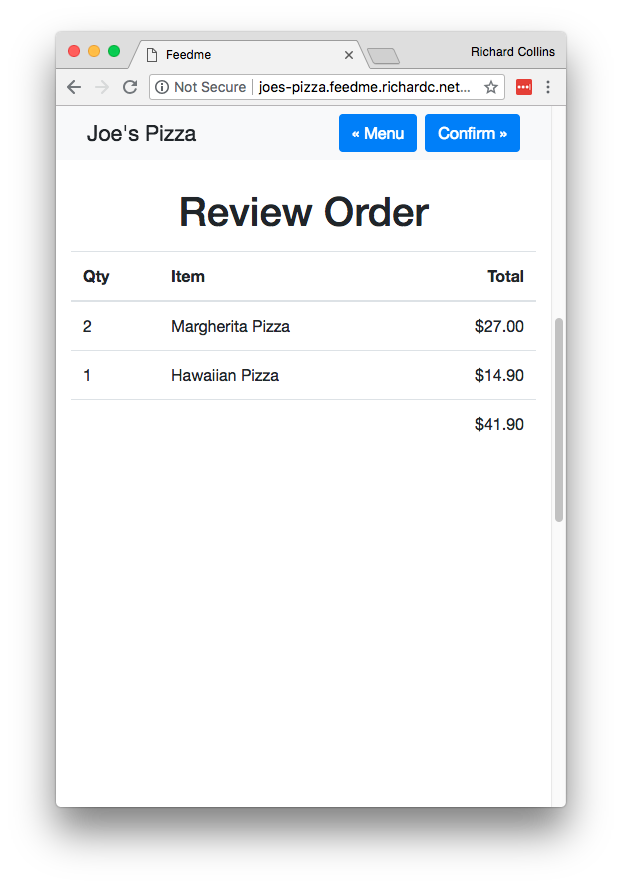 Feedme
Richard Collins
Not Secure joes-pizza.feedme.richardc.net...
Joe's Pizza
« Menu
Confirm »
Review Order
Qty Item Total
2 Margherita Pizza $27.00
1 Hawaiian Pizza $14.90
$41.90